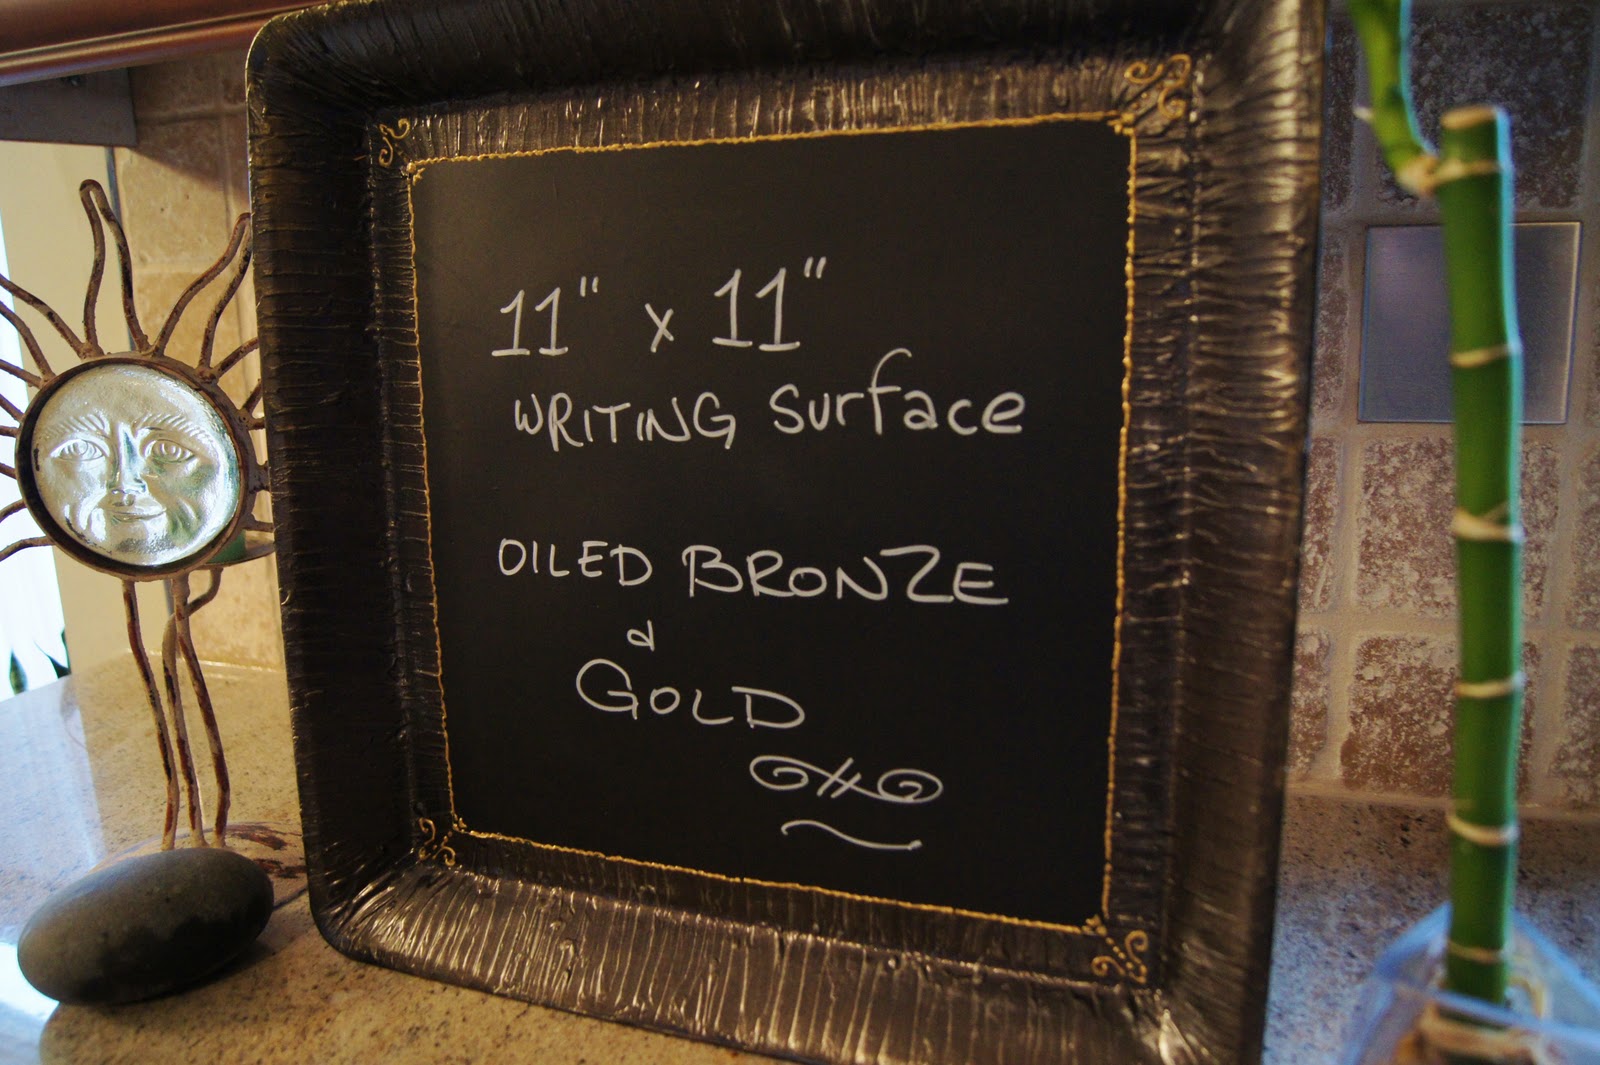 11" x 11"
WRITING Surface
OILED BRONZE
&
GOLD